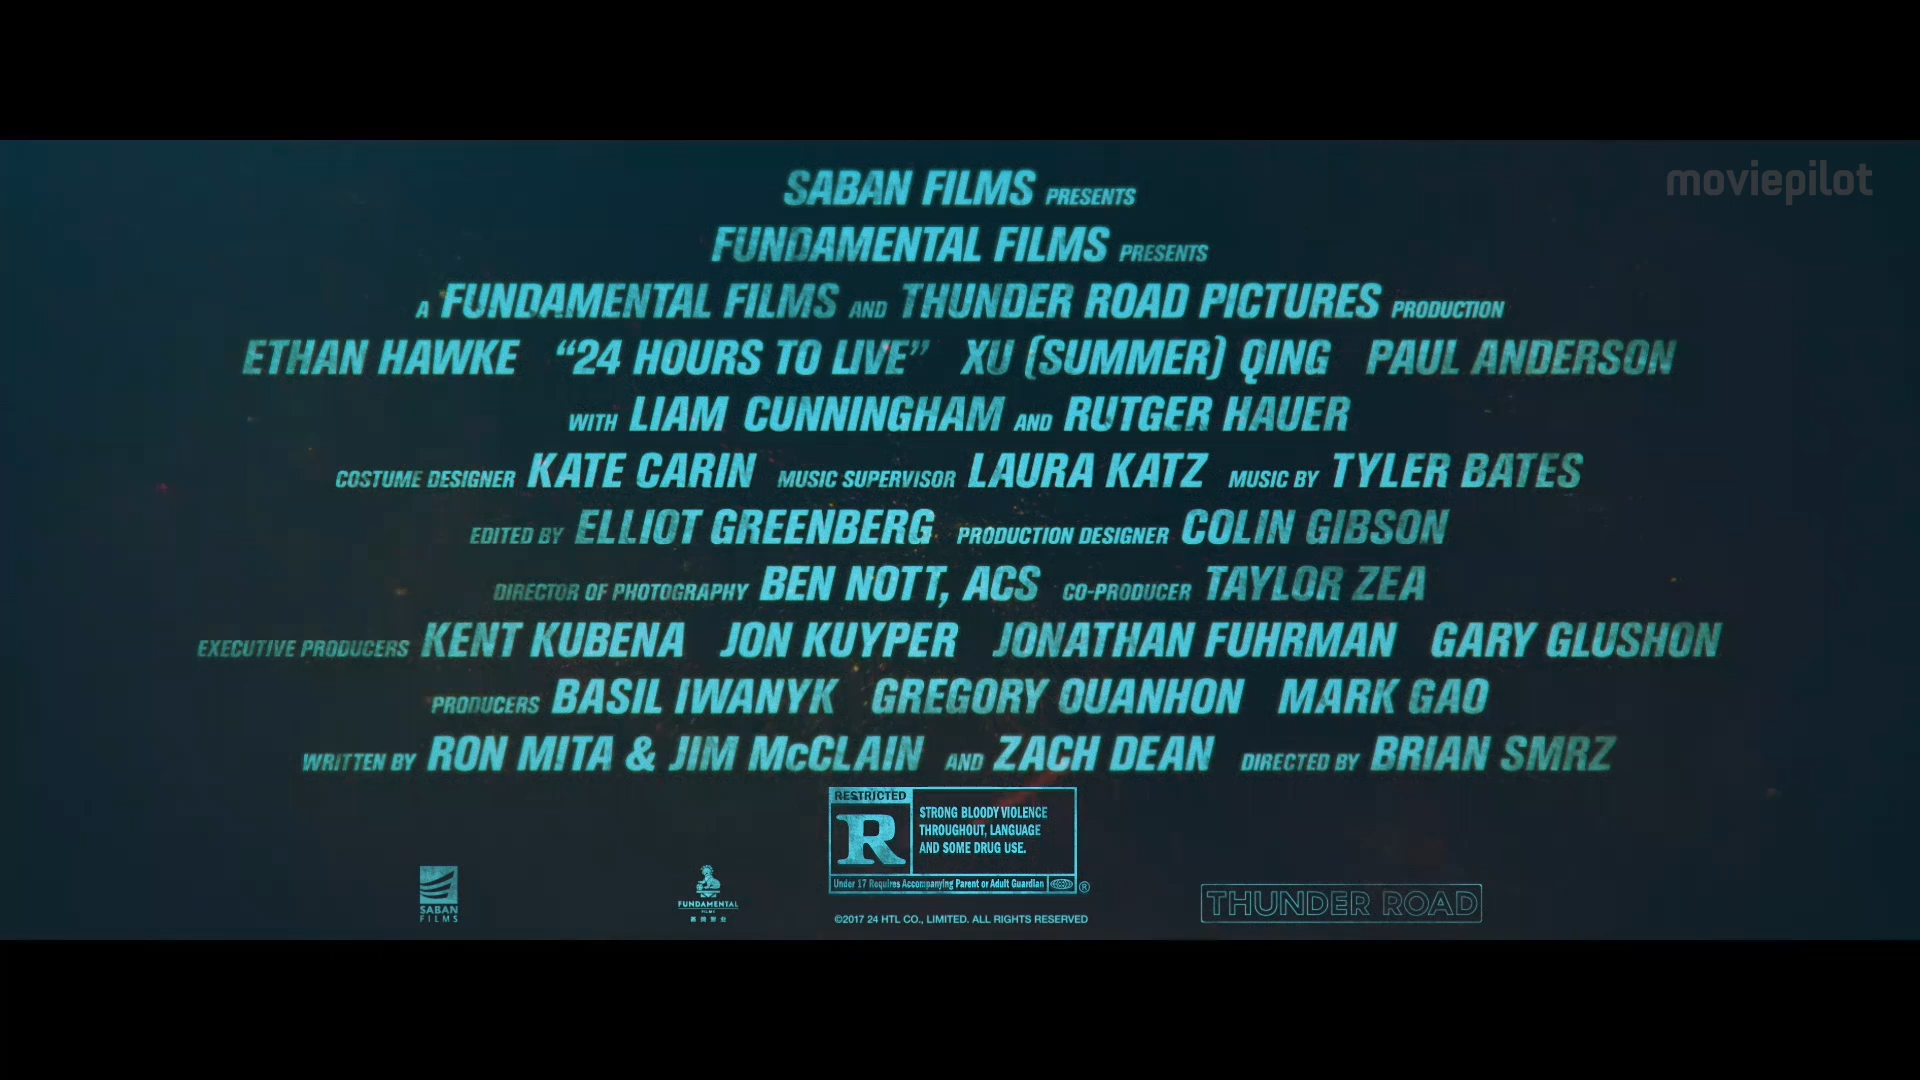 moviepilot
SABAN FILMS PRESENTS
FUNDAMENTAL FILMS PRESENTS
A FUNDAMENTAL FILMS AND THUNDER ROAD PICTURES PRODUCTION
ETHAN HAWKE “24 HOURS TO LIVE” XU (SUMMER) QING PAUL ANDERSON
WITH LIAM CUNNINGHAM AND RUTGER HAUER
COSTUME DESIGNER KATE CARIN MUSIC SUPERVISOR LAURA KATZ MUSIC BY TYLER BATES
EDITED BY ELLIOT GREENBERG PRODUCTION DESIGNER COLIN GIBSON
DIRECTOR OF PHOTOGRAPHY BEN NOTT, ACS CO-PRODUCER TAYLOR ZEA
EXECUTIVE PRODUCERS KENT KUBENA JON KUYPER JONATHAN FUHRMAN GARY GLUSHON
PRODUCERS BASIL IWANYK GREGORY OUANHON MARK GAO
WRITTEN BY RON MITA & JIM McCLAIN AND ZACH DEAN DIRECTED BY BRIAN SMRZ
RESTRICTED
R
STRONG BLOODY VIOLENCE
THROUGHOUT, LANGUAGE
AND SOME DRUG USE.
Under 17 Requires Accompanying Parent or Adult Guardian ®
SABAN
FILMS
FUNDAMENTAL
FILMS
©2017 24 HTL CO., LIMITED. ALL RIGHTS RESERVED
THUNDER ROAD